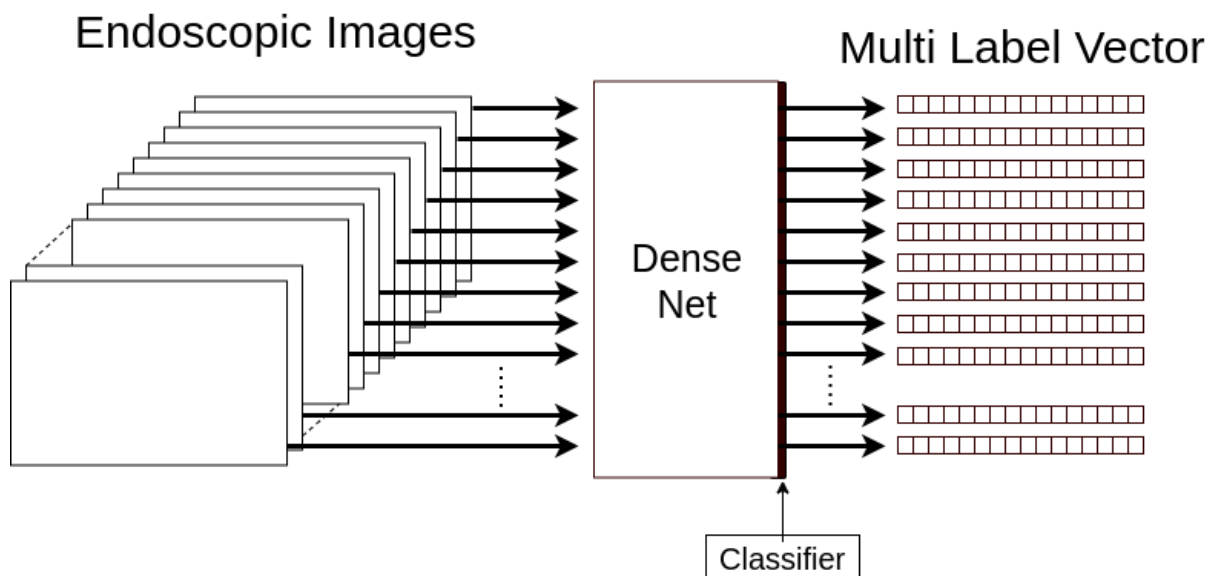 Endoscopic Images
Multi Label Vector
Dense
Net
Classifier